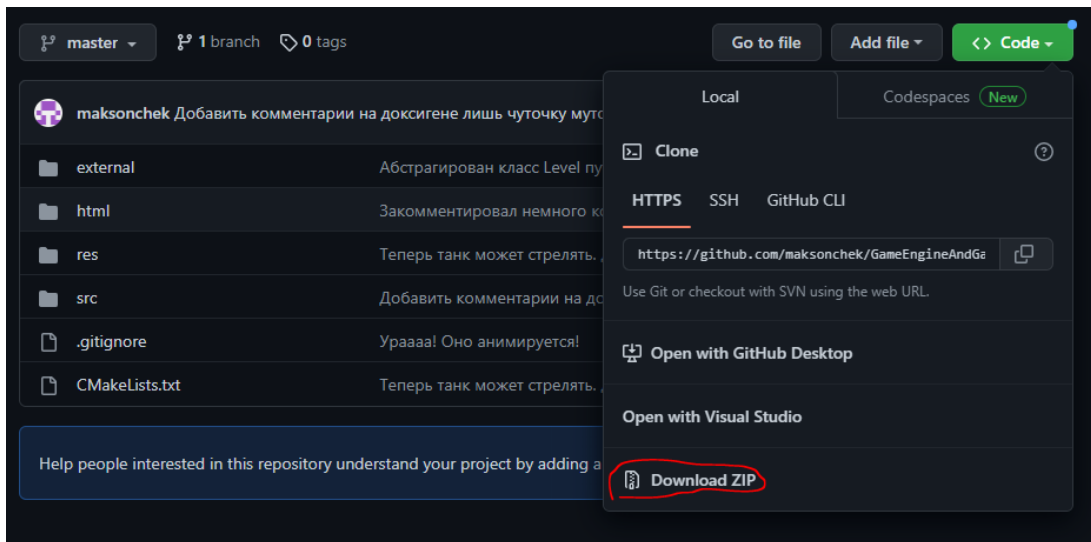 master 1 branch 0 tags Go to file Add file Code
Local Codespaces New
maksonchek Добавить комментарии на доксигене лишь чуточку
Clone
external Абстрагирован класс Level
HTTPS SSH GitHub CLI
html Закомментировал немного
https://github.com/maksonchek/GameEngineAndGa
res Теперь танк может стрелять.
Use Git or checkout with SVN using the web URL.
src Добавить комментарии на
.gitignore Ураааа! Оно анимируется!
Open with GitHub Desktop
CMakeLists.txt Теперь танк может стрелять.
Open with Visual Studio
Help people interested in this repository understand your project by adding a
Download ZIP